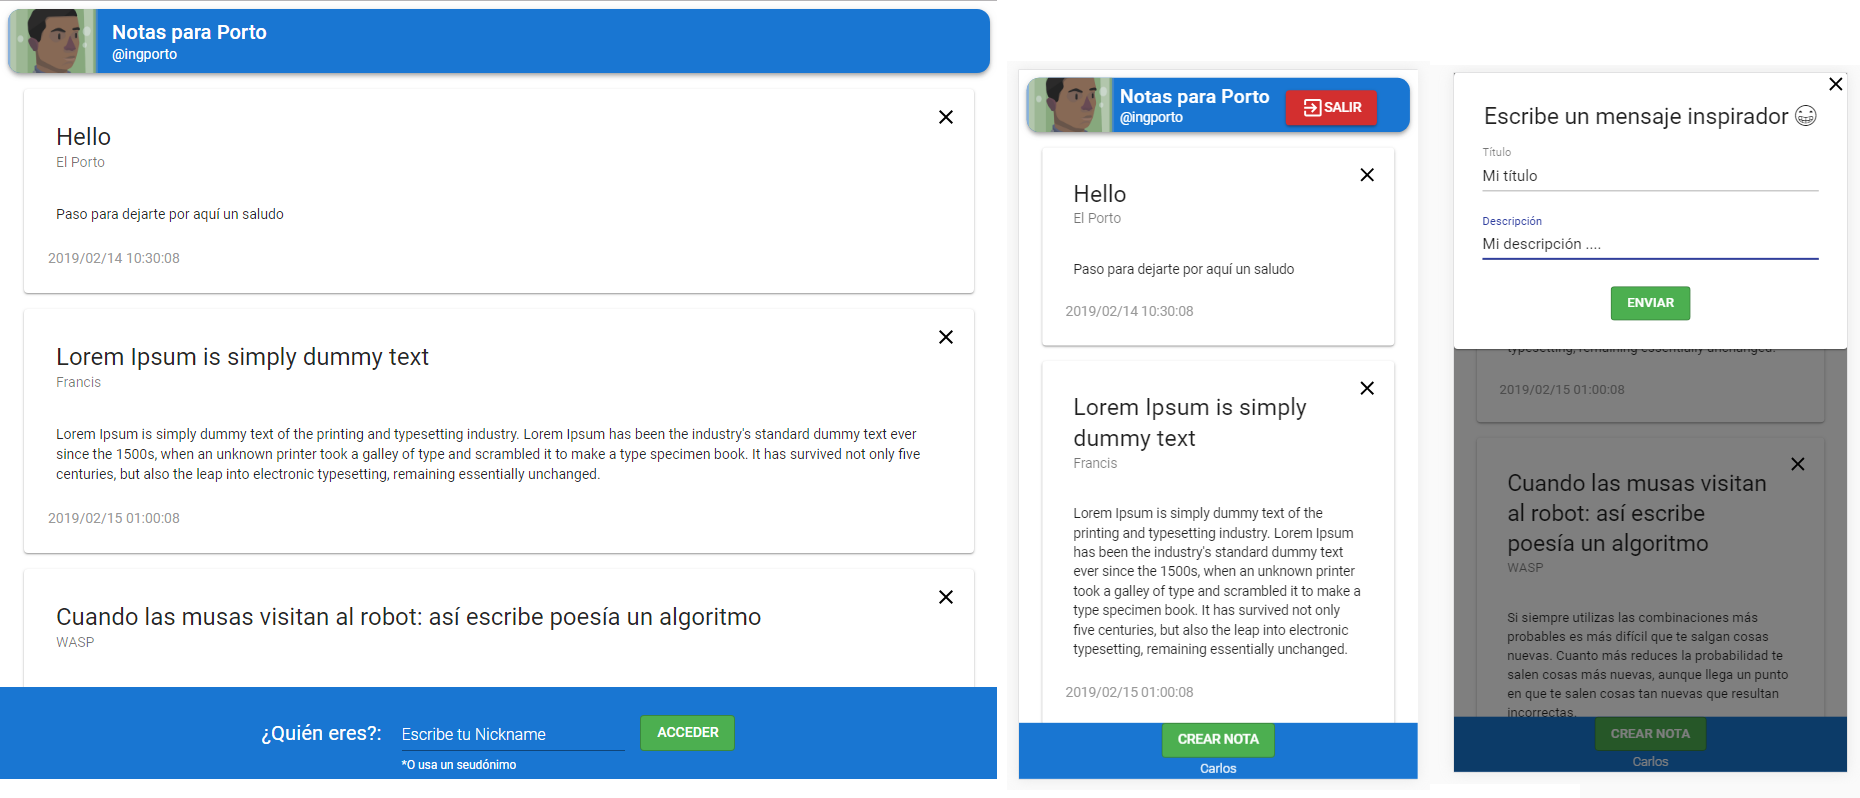 Notas para Porto
@ingporto
Hello
El Porto
Paso para dejarte por aquí un saludo
2019/02/14 10:30:08
Lorem Ipsum is simply dummy text
Francis
Lorem Ipsum is simply dummy text of the printing and typesetting industry. Lorem Ipsum has been the industry's standard dummy text ever
since the 1500s, when an unknown printer took a galley of type and scrambled it to make a type specimen book. It has survived not only five
centuries, but also the leap into electronic typesetting, remaining essentially unchanged.
2019/02/15 01:00:08
Cuando las musas visitan al robot: así escribe poesía un algoritmo
WASP
¿Quién eres?:
Escribe tu Nickname
*O usa un seudónimo
ACCEDER
Notas para Porto
@ingporto
SALIR
Hello
El Porto
Paso para dejarte por aquí un saludo
2019/02/14 10:30:08
Lorem Ipsum is simply
dummy text
Francis
Lorem Ipsum is simply dummy text of the
printing and typesetting industry. Lorem Ipsum
has been the industry's standard dummy text
ever since the 1500s, when an unknown printer
took a galley of type and scrambled it to make a
type specimen book. It has survived not only
five centuries, but also the leap into electronic
typesetting, remaining essentially unchanged.
2019/02/15 01:00:08
CREAR NOTA
Carlos
Escribe un mensaje inspirador 😁
Título
Mi título
Descripción
Mi descripción ....
ENVIAR
typesetting, remaining essentially unchanged.
2019/02/15 01:00:08
Cuando las musas visitan
al robot: así escribe
poesía un algoritmo
WASP
Si siempre utilizas las combinaciones más
probables es más difícil que te salgan cosas
nuevas. Cuanto más reduces la probabilidad te
salen cosas más nuevas, aunque llega un punto
en que te salen cosas tan nuevas que resultan
incorrectas.
CREAR NOTA
Carlos